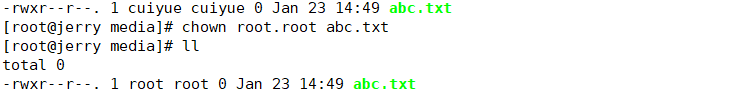 -rwxr--r--. 1 cuiyue cuiyue 0 Jan 23 14:49 abc.txt
[root@jerry media]# chown root.root abc.txt
[root@jerry media]# ll
total 0
-rwxr--r--. 1 root root 0 Jan 23 14:49 abc.txt